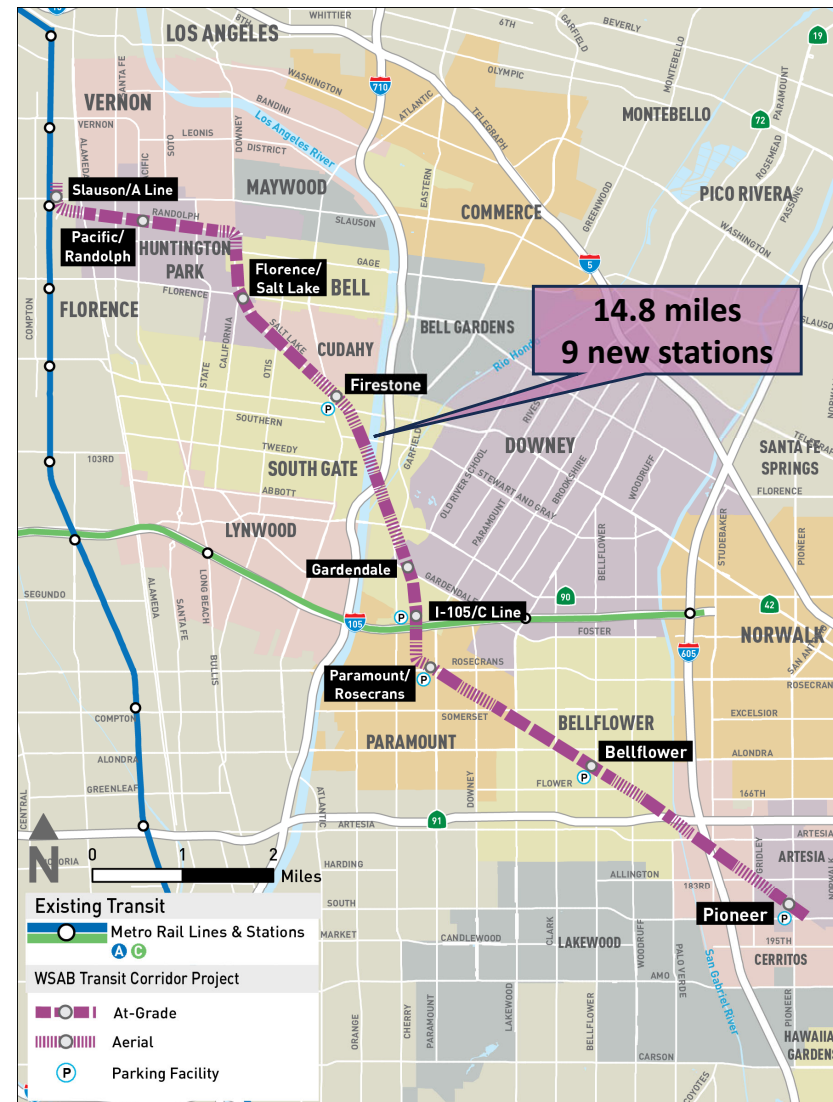 WHITTIER
6TH
BEVERLY
8TH
LOS ANGELES
GARFIELD
19
OLYMPIC
MONTEBELLO
PARAMOUNT
SANTA FE
WASHINGTON
710
ATLANTIC
TELEGRAPH
VERNON
BANDINI
MONTEBELLO
72
VERNON
LEONIS
DOWNEY
Los Angeles River
ROSEMEAD
ALAMEDA
PACIFIC
SOTO
DISTRICT
EASTERN
GREENWOOD
PASSONS
Slauson/A Line
MAYWOOD
PICO RIVERA
COMMERCE
RANDOLPH
SLAUSON
WASHINGTON
Pacific/
Randolph
HUNTINGTON
PARK
GAGE
5
Florence/
Salt Lake
BELL
FLORENCE
FLORENCE
COMPTON
14.8 miles
9 new stations
SLAUSON
BELL GARDENS
Rio Hondo
SALT LAKE
CUDAHY
CALIFORNIA
STATE
OTIS
Firestone
P
RIVES
SOUTHERN
GARFIELD
DOWNEY
TWEEDY
TELEGRAPH
SANTA FE
SPRINGS
103RD
SOUTH GATE
OLD RIVER SCHOOL
STEWART AND GRAY
BROOKSHIRE
WOODRUFF
ABBOTT
PARAMOUNT
FLORENCE
LYNWOOD
STUDEBAKER
PIONEER
BELLFLOWER
Gardendale
GARDENDALE
SEGUNDO
ALAMEDA
LONG BEACH
90
42
SANTA FE
105
P
I-105/C Line
FOSTER
NORWALK
SAN ANTONIO
605
BULLIS
Paramount/
Rosecrans
P
ROSECRANS
ROSECRANS
COMPTON
SOMERSET
BELLFLOWER
EXCELSIOR
PARAMOUNT
Bellflower
ALONDRA
ALONDRA
DOWNEY
FLOWER
P
GREENLEAF
166TH
CENTRAL
ATLANTIC
ARTESIA
91
ARTESIA
N
0 1 2
Miles
HARDING
GRIDLEY
ARTESIA
NORWALK
ALLINGTON
183RD
Existing Transit
SOUTH
Pioneer
P
Metro Rail Lines & Stations
A C
MARKET
CANDLEWOOD
CLARK
LAKEWOOD
WOODRUFF
PALO VERDE
195TH
CERRITOS
San Gabriel River
WSAB Transit Corridor Project
AMO
At-Grade
ORANGE
CHERRY
PARAMOUNT
LAKEWOOD
BELLFLOWER
PIONEER
Aerial
HAWAIIAN
GARDENS
CARSON
P
Parking Facility
COYOTES